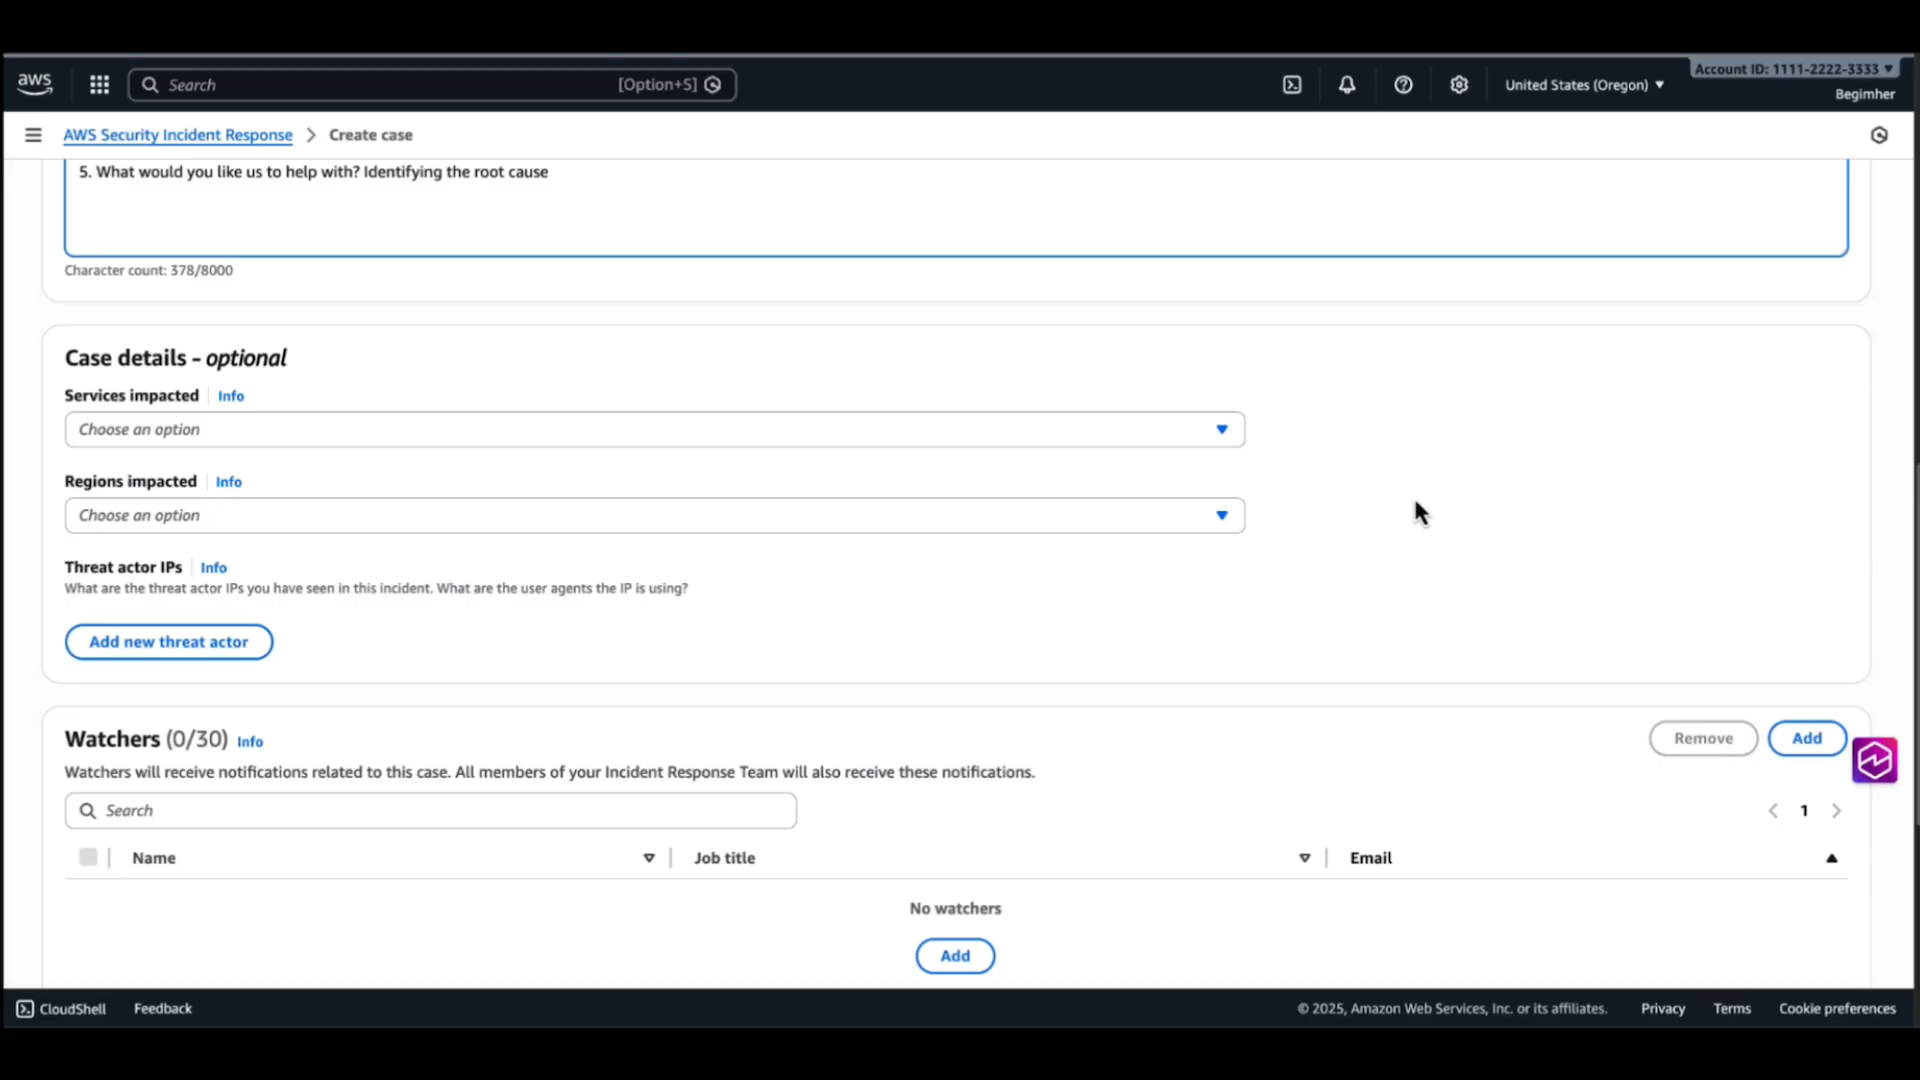 aws
Search [Option+S]
United States (Oregon)
Account ID: 1111-2222-3333
Begimher
AWS Security Incident Response > Create case
5. What would you like us to help with? Identifying the root cause
Character count: 378/8000
Case details - optional
Services impacted Info
Choose an option
Regions impacted Info
Choose an option
Threat actor IPs Info
What are the threat actor IPs you have seen in this incident. What are the user agents the IP is using?
Add new threat actor
Watchers (0/30) Info
Remove Add
Watchers will receive notifications related to this case. All members of your Incident Response Team will also receive these notifications.
Search
1
Name Job title Email
No watchers
Add
CloudShell Feedback © 2025, Amazon Web Services, Inc. or its affiliates. Privacy Terms Cookie preferences